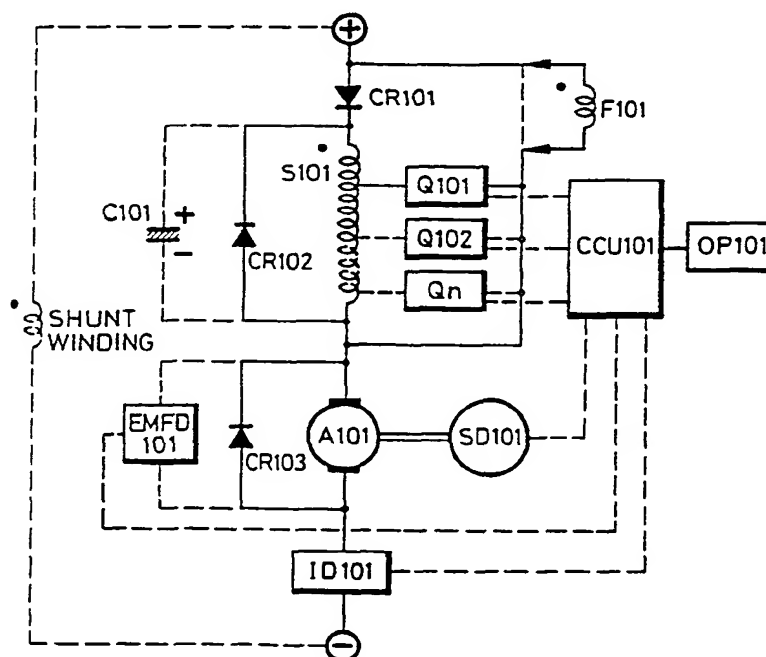 +
CR101
F101
S101
Q101
C101
+
-
CR102
Q102
CCU101
OP101
Qn
SHUNT
WINDING
EMFD
101
CR103
A101
SD101
ID101
-